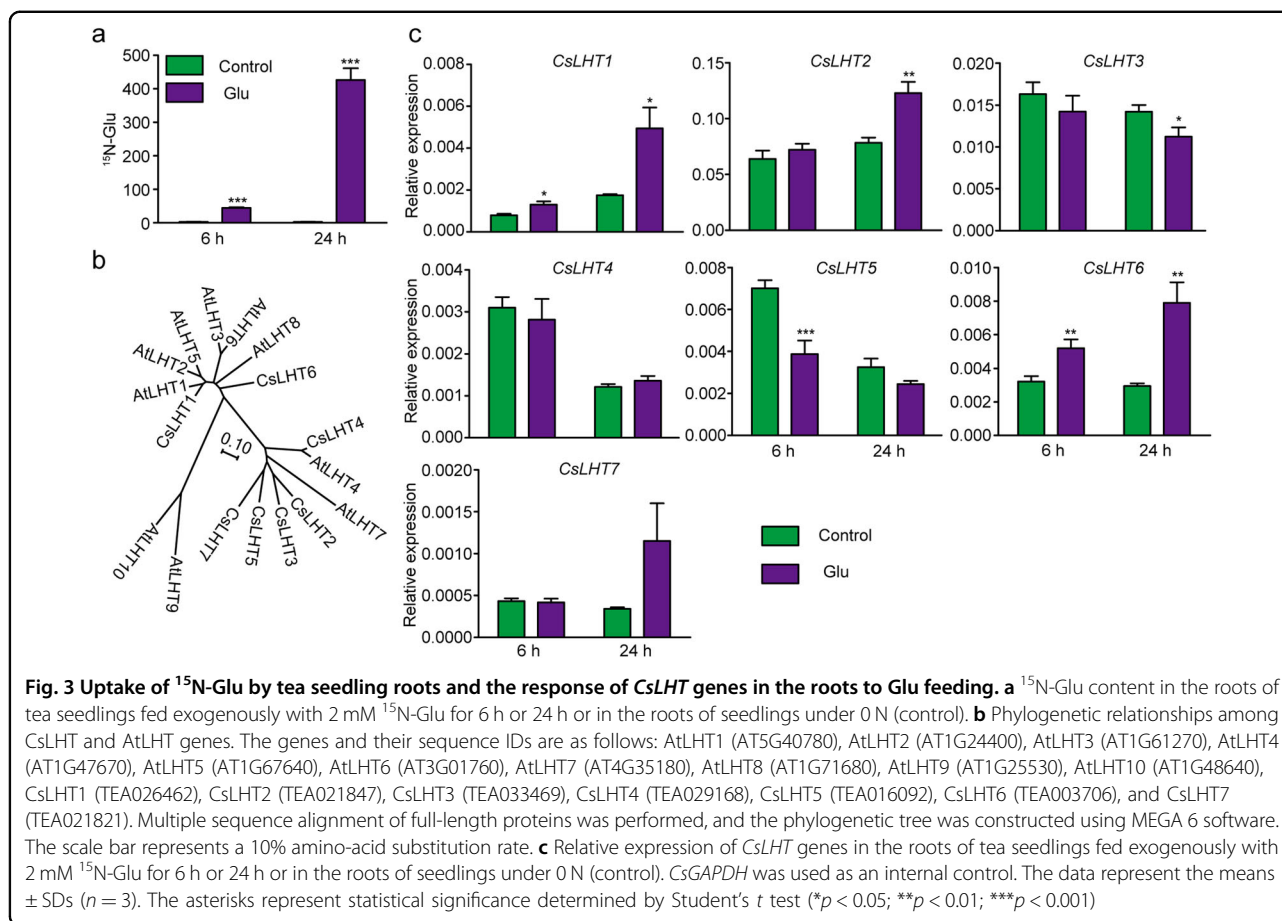 a
500
400
300
200
100
0
¹⁵N-Glu
Control
Glu
***
***
6 h
24 h
b
AtLHT1
AtLHT2
AtLHT5
AtLHT3
AtLHT6
AtLHT8
CsLHT6
CsLHT1
0.10
CsLHT4
AtLHT4
AtLHT7
CsLHT2
CsLHT3
CsLHT5
CsLHT7
AtLHT9
AtLHT10
c
CsLHT1
Relative expression
0.008
0.006
0.004
0.002
0.000
*
*
CsLHT2
0.15
0.10
0.05
0.00
**
CsLHT3
0.020
0.015
0.010
0.005
0.000
*
CsLHT4
Relative expression
0.004
0.003
0.002
0.001
0.000
CsLHT5
0.008
0.006
0.004
0.002
0.000
***
6 h
24 h
CsLHT6
0.010
0.008
0.006
0.004
0.002
0.000
**
**
6 h
24 h
CsLHT7
Relative expression
0.0020
0.0015
0.0010
0.0005
0.0000
6 h
24 h
Control
Glu
Fig. 3 Uptake of ¹⁵N-Glu by tea seedling roots and the response of CsLHT genes in the roots to Glu feeding. a ¹⁵N-Glu content in the roots of
tea seedlings fed exogenously with 2 mM ¹⁵N-Glu for 6 h or 24 h or in the roots of seedlings under 0 N (control). b Phylogenetic relationships among
CsLHT and AtLHT genes. The genes and their sequence IDs are as follows: AtLHT1 (AT5G40780), AtLHT2 (AT1G24400), AtLHT3 (AT1G61270), AtLHT4
(AT1G47670), AtLHT5 (AT1G67640), AtLHT6 (AT3G01760), AtLHT7 (AT4G35180), AtLHT8 (AT1G71680), AtLHT9 (AT1G25530), AtLHT10 (AT1G48640),
CsLHT1 (TEA026462), CsLHT2 (TEA021847), CsLHT3 (TEA033469), CsLHT4 (TEA029168), CsLHT5 (TEA016092), CsLHT6 (TEA003706), and CsLHT7
(TEA021821). Multiple sequence alignment of full-length proteins was performed, and the phylogenetic tree was constructed using MEGA 6 software.
The scale bar represents a 10% amino-acid substitution rate. c Relative expression of CsLHT genes in the roots of tea seedlings fed exogenously with
2 mM ¹⁵N-Glu for 6 h or 24 h or in the roots of seedlings under 0 N (control). CsGAPDH was used as an internal control. The data represent the means
± SDs (n = 3). The asterisks represent statistical significance determined by Student's t test (*p < 0.05; **p < 0.01; ***p < 0.001)